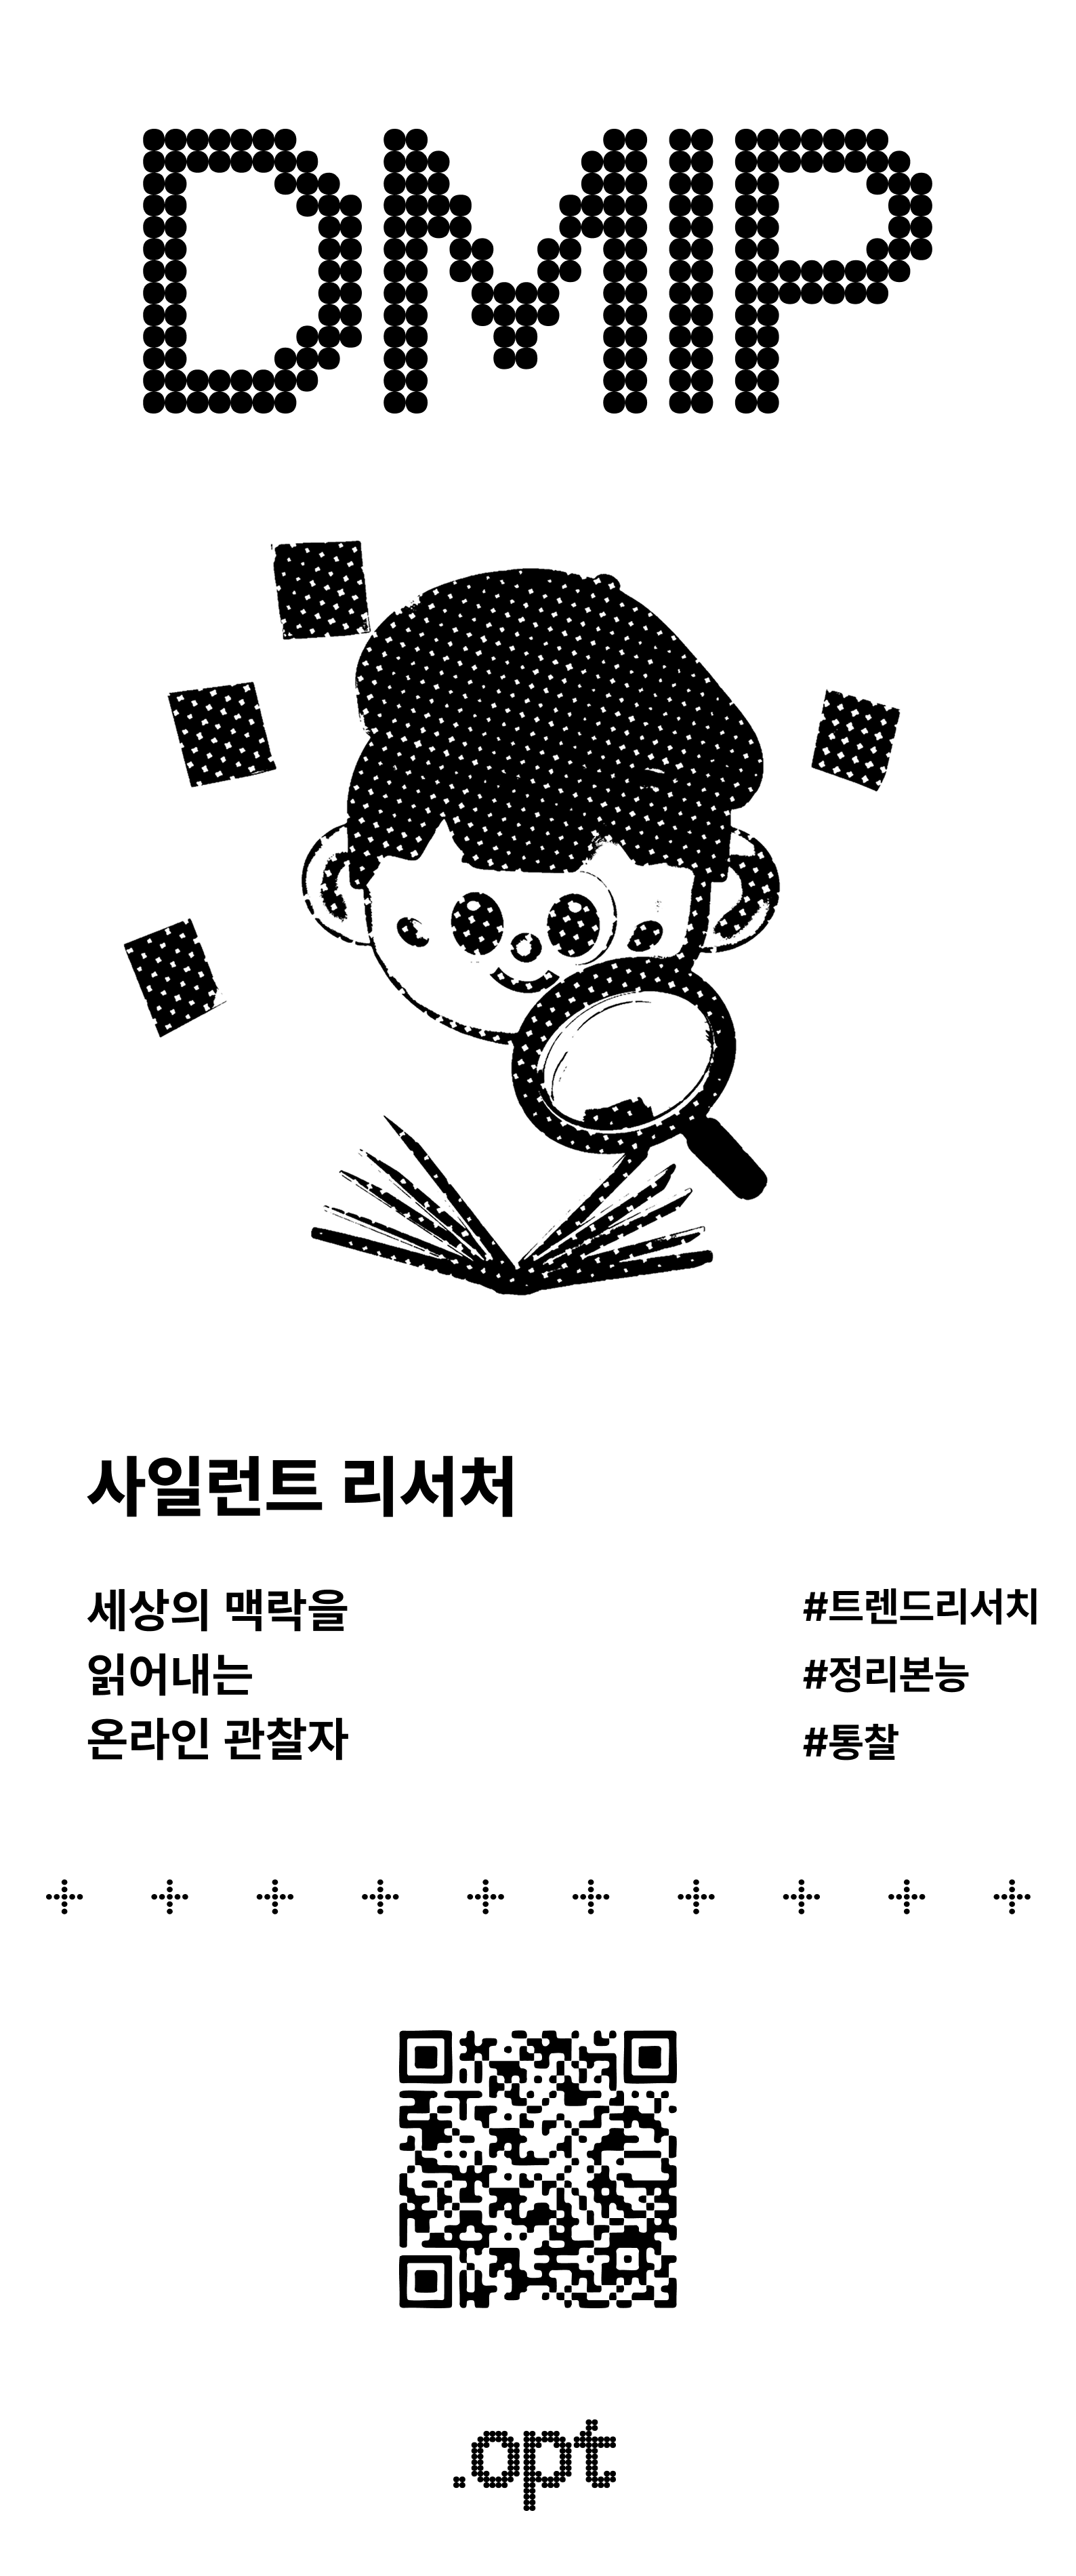 DMIP
사일런트 리서처
세상의 맥락을
읽어내는
온라인 관찰자
#트렌드리서치
#정리본능
#통찰
.opt